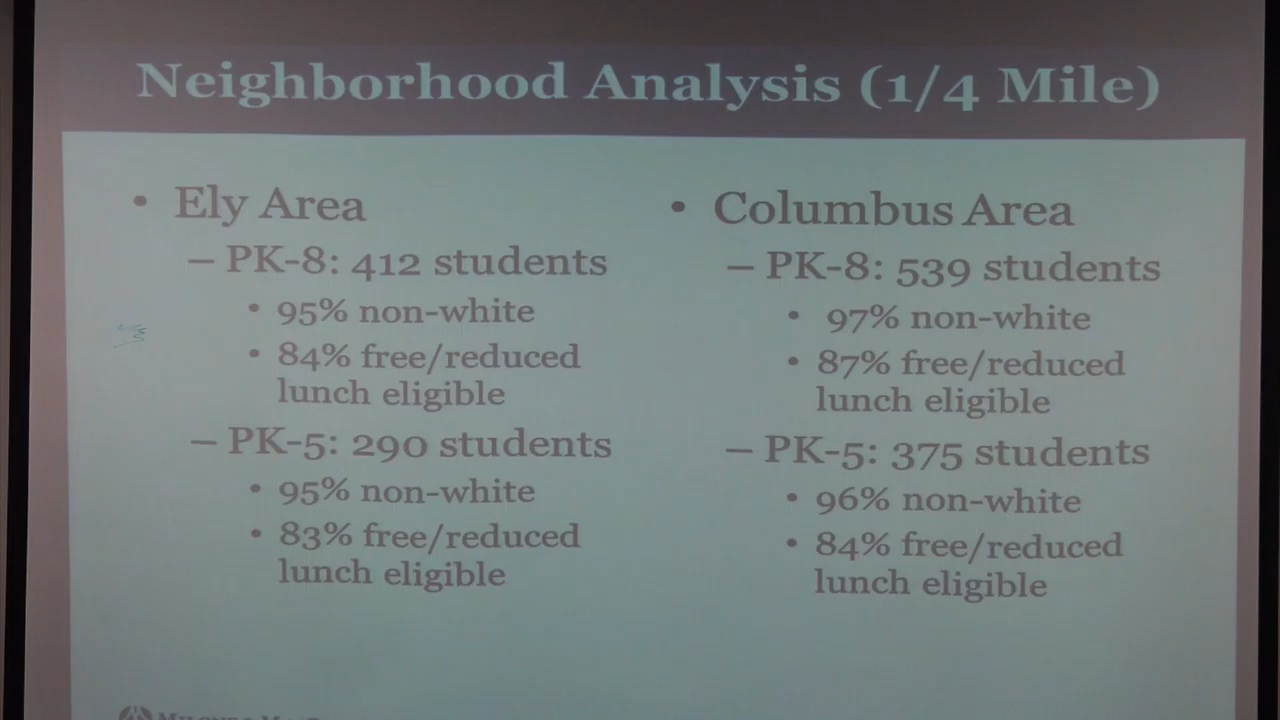 Neighborhood Analysis (1/4 Mile)
• Ely Area
– PK-8: 412 students
• 95% non-white
• 84% free/reduced
lunch eligible
– PK-5: 290 students
• 95% non-white
• 83% free/reduced
lunch eligible
• Columbus Area
– PK-8: 539 students
• 97% non-white
• 87% free/reduced
lunch eligible
– PK-5: 375 students
• 96% non-white
• 84% free/reduced
lunch eligible